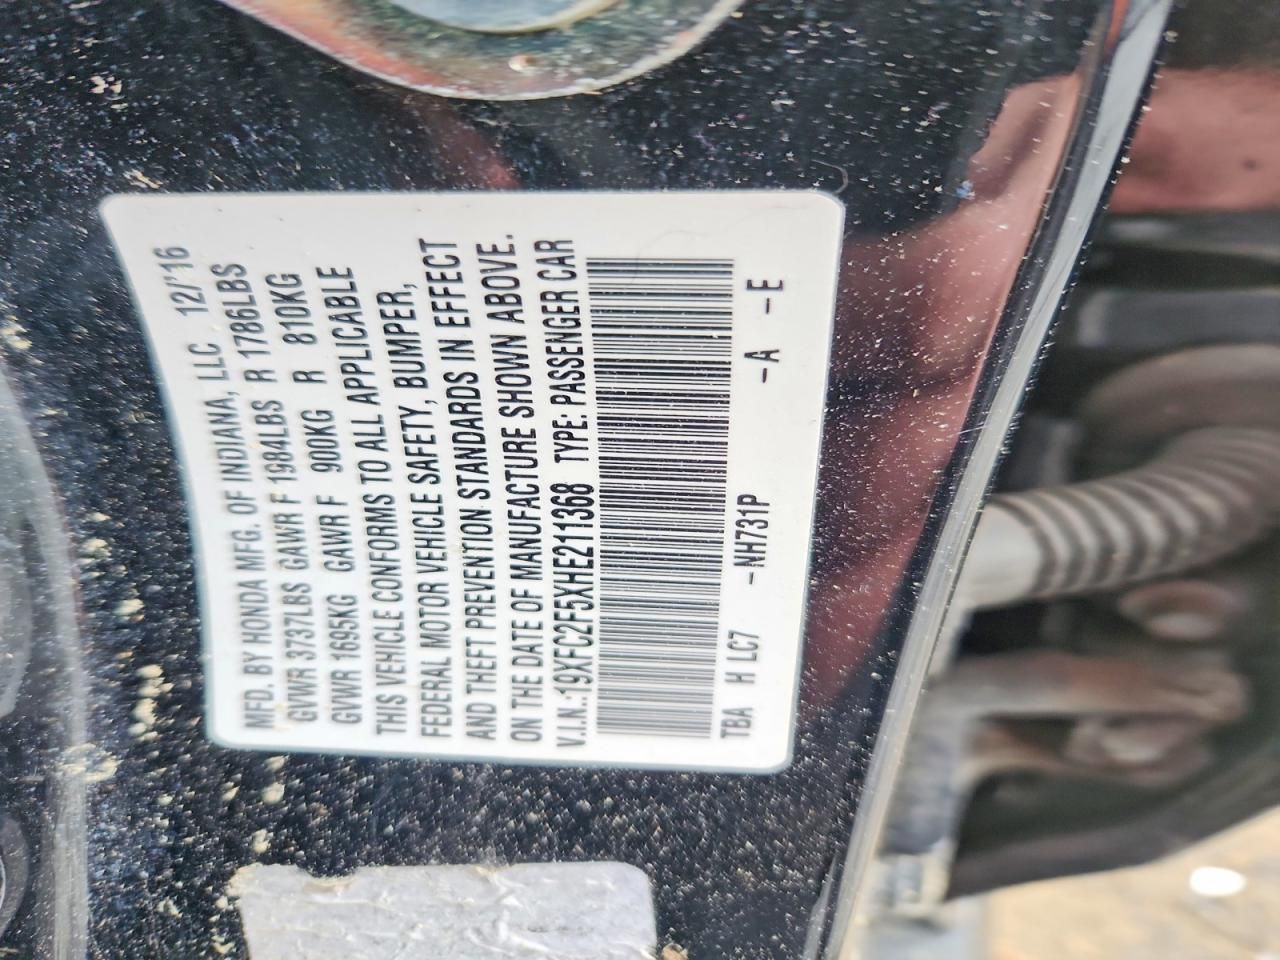 MFD. BY HONDA MFG. OF INDIANA, LLC 12/'16
GVWR 3737LBS GAWR F 1984LBS R 1786LBS
GVWR 1695KG GAWR F 900KG R 810KG
THIS VEHICLE CONFORMS TO ALL APPLICABLE
FEDERAL MOTOR VEHICLE SAFETY, BUMPER,
AND THEFT PREVENTION STANDARDS IN EFFECT
ON THE DATE OF MANUFACTURE SHOWN ABOVE.
V.I.N.:19XFC2F5XHE211368 TYPE: PASSENGER CAR
TBA H LC7 -NH731P -A -E